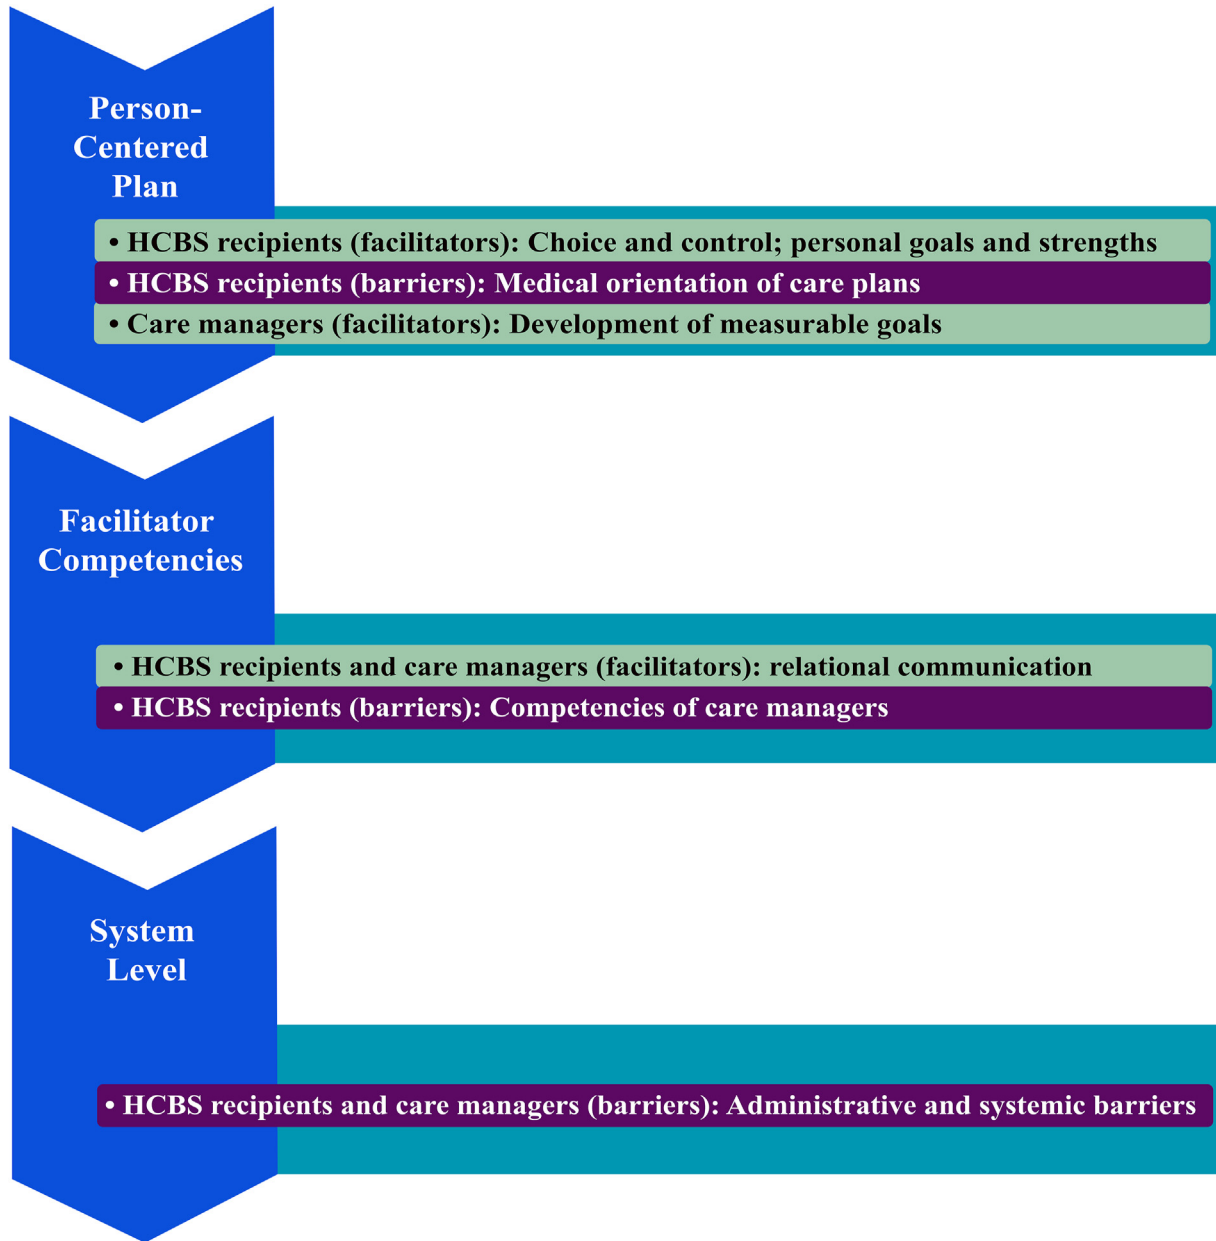 Person-
Centered
Plan
• HCBS recipients (facilitators): Choice and control; personal goals and strengths
• HCBS recipients (barriers): Medical orientation of care plans
• Care managers (facilitators): Development of measurable goals
Facilitator
Competencies
• HCBS recipients and care managers (facilitators): relational communication
• HCBS recipients (barriers): Competencies of care managers
System
Level
• HCBS recipients and care managers (barriers): Administrative and systemic barriers